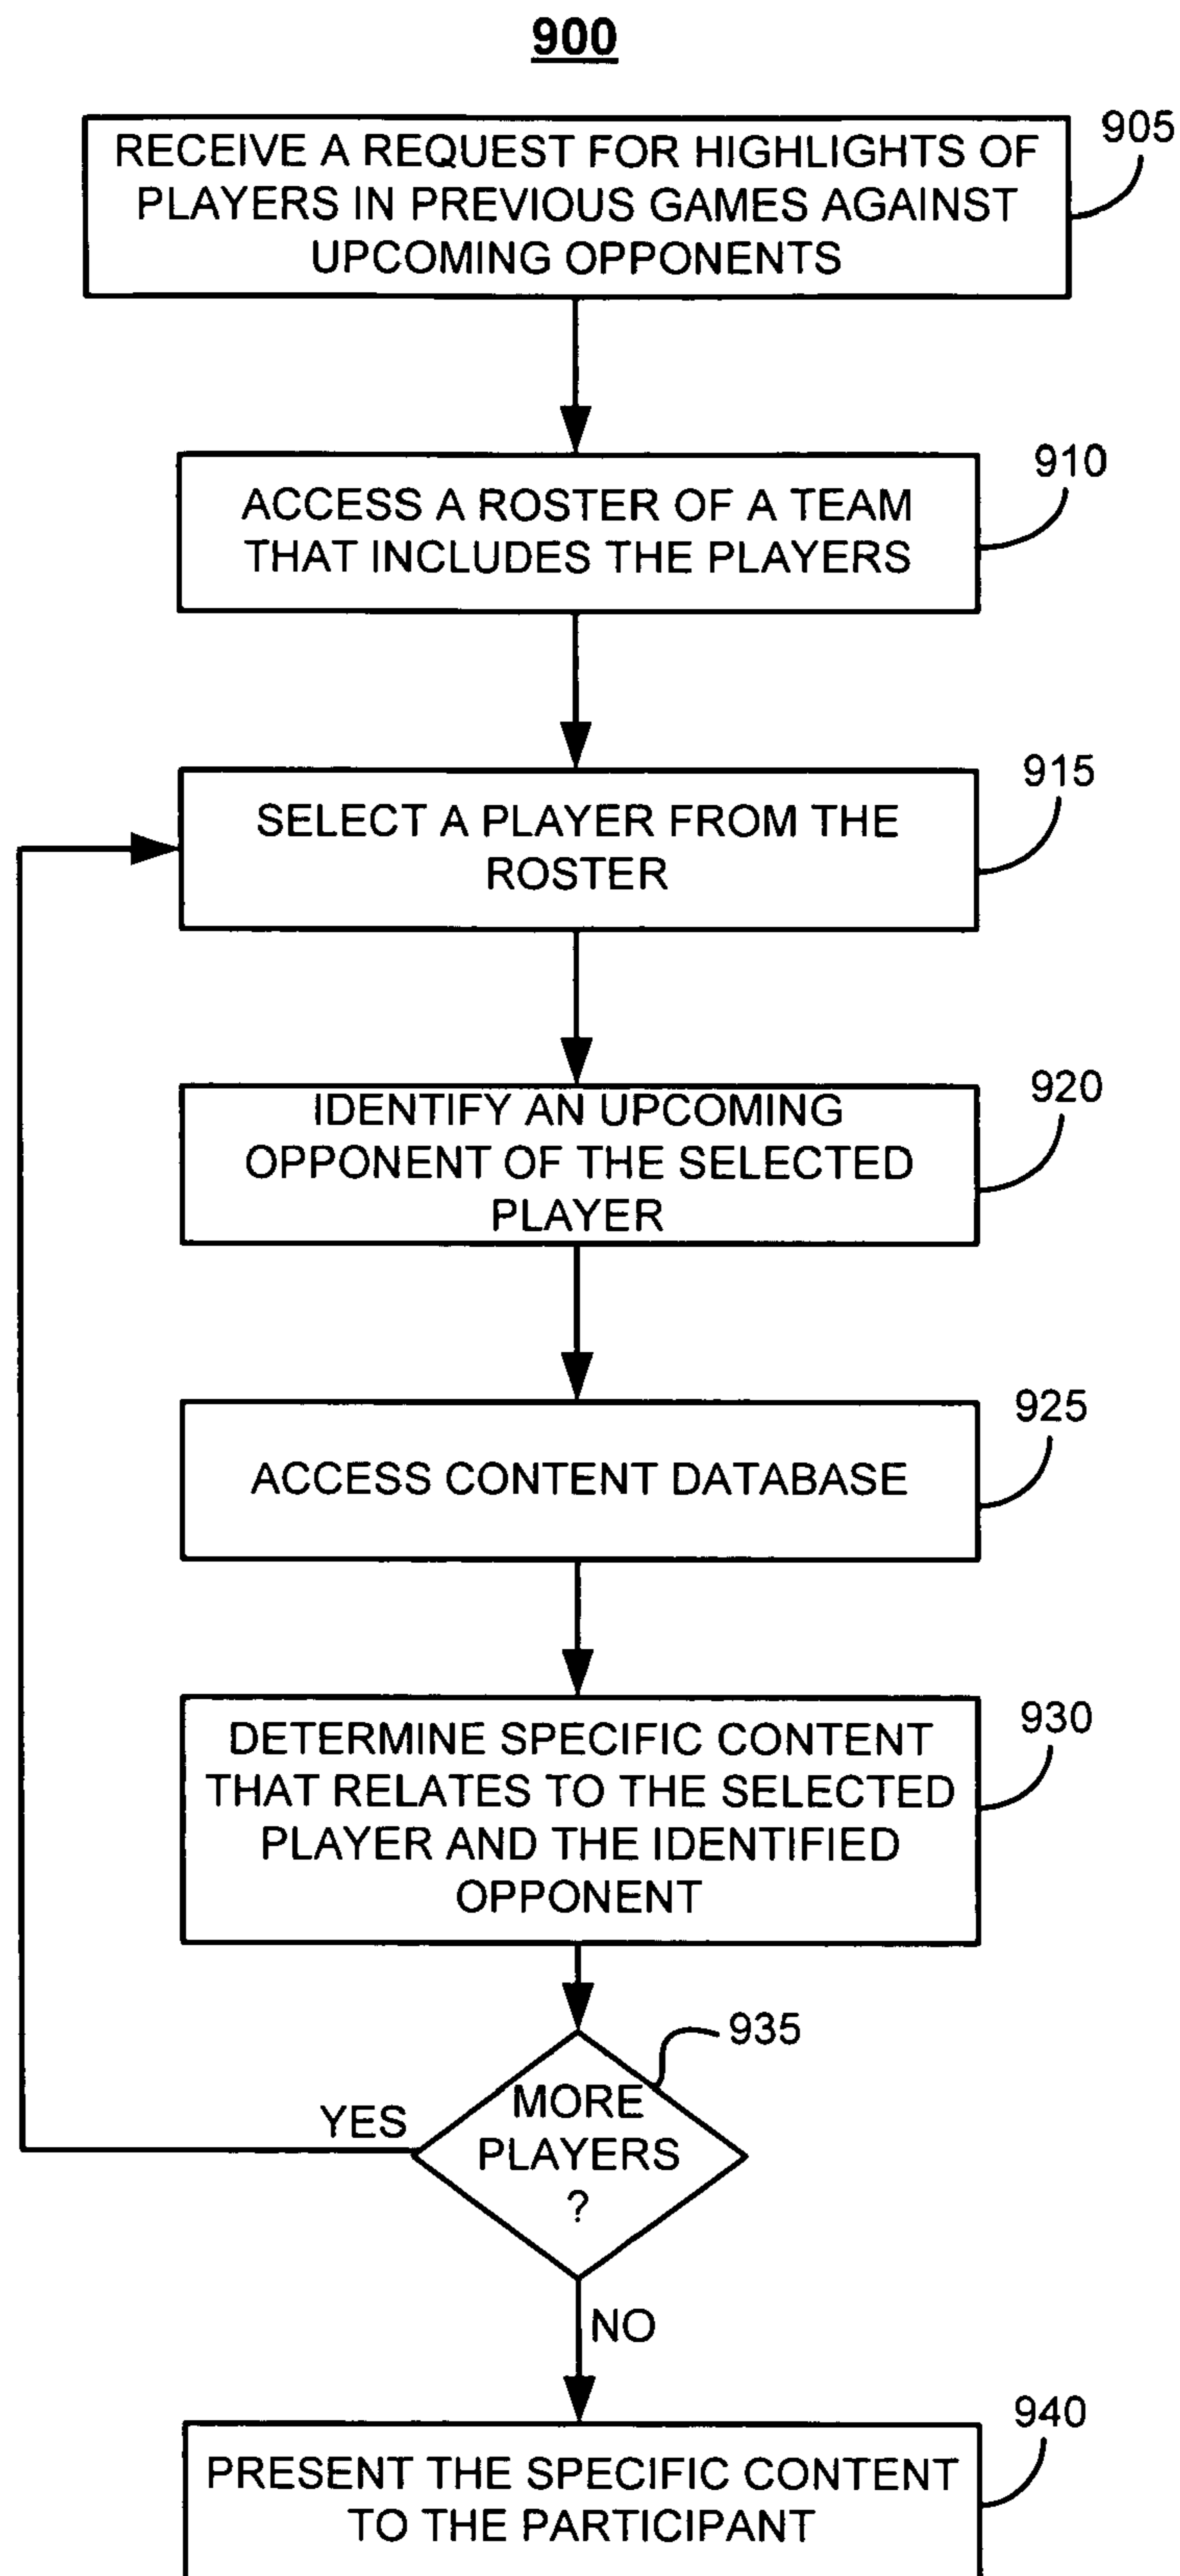 900
905
RECEIVE A REQUEST FOR HIGHLIGHTS OF
PLAYERS IN PREVIOUS GAMES AGAINST
UPCOMING OPPONENTS
910
ACCESS A ROSTER OF A TEAM
THAT INCLUDES THE PLAYERS
915
SELECT A PLAYER FROM THE
ROSTER
920
IDENTIFY AN UPCOMING
OPPONENT OF THE SELECTED
PLAYER
925
ACCESS CONTENT DATABASE
930
DETERMINE SPECIFIC CONTENT
THAT RELATES TO THE SELECTED
PLAYER AND THE IDENTIFIED
OPPONENT
935
MORE
PLAYERS
?
YES
NO
940
PRESENT THE SPECIFIC CONTENT
TO THE PARTICIPANT